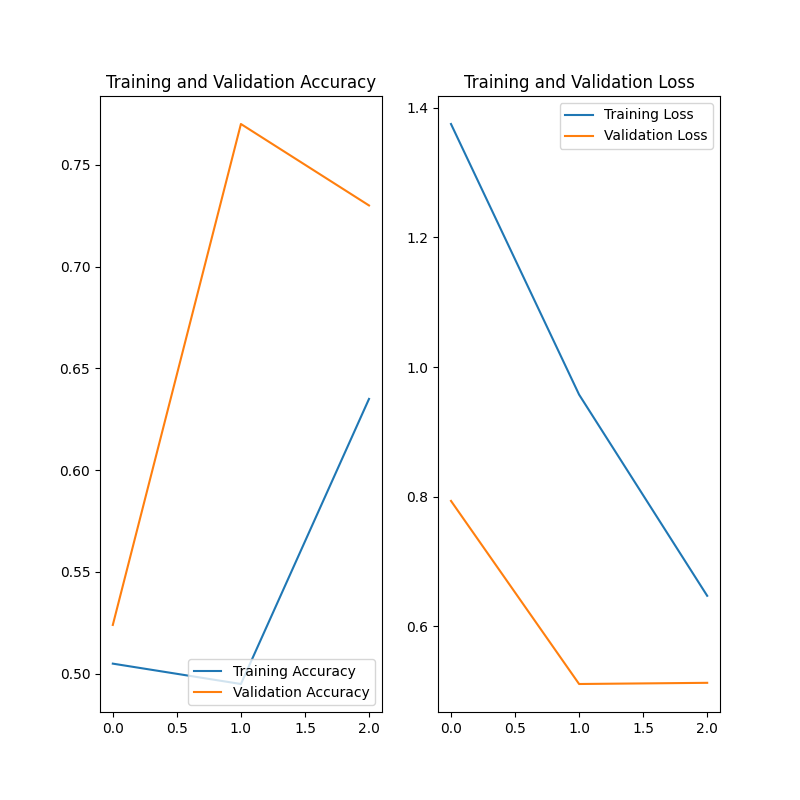 Training and Validation Accuracy
0.75
0.70
0.65
0.60
0.55
0.50
Training Accuracy
Validation Accuracy
0.0 0.5 1.0 1.5 2.0
Training and Validation Loss
1.4
1.2
1.0
0.8
0.6
Training Loss
Validation Loss
0.0 0.5 1.0 1.5 2.0